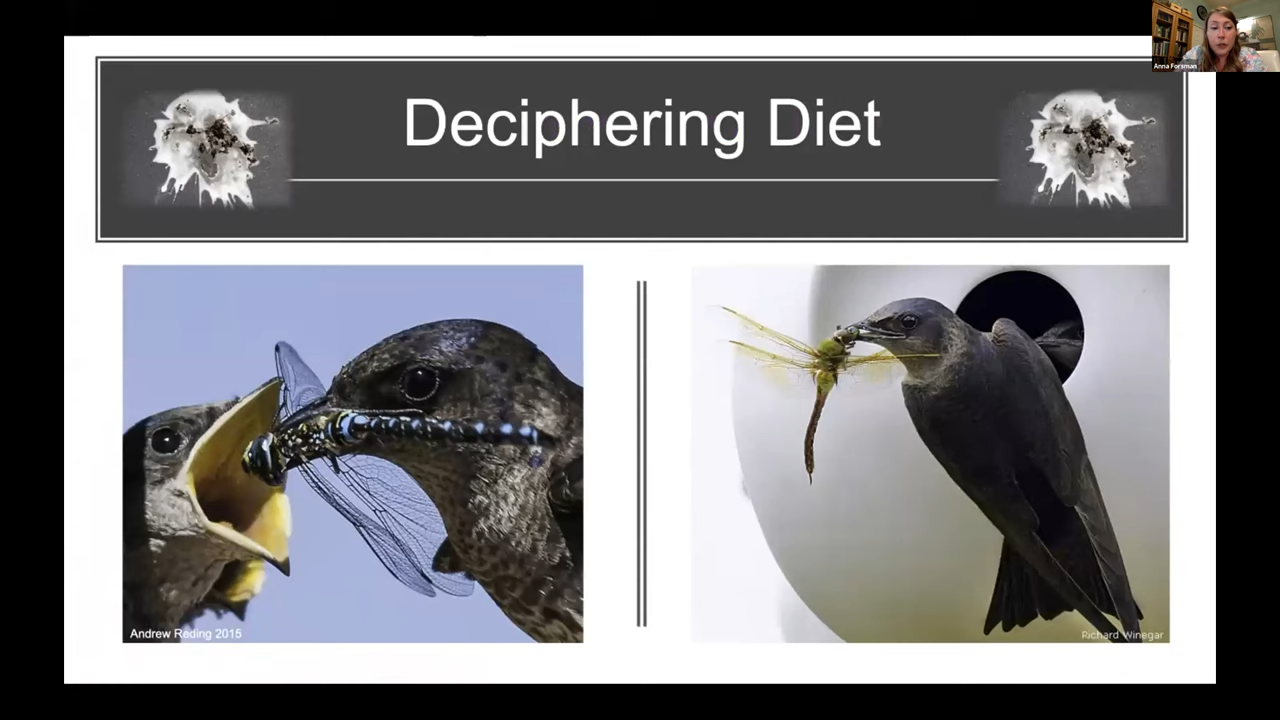 Anna Forsman
Deciphering Diet
Andrew Reding 2015
Richard Winegar